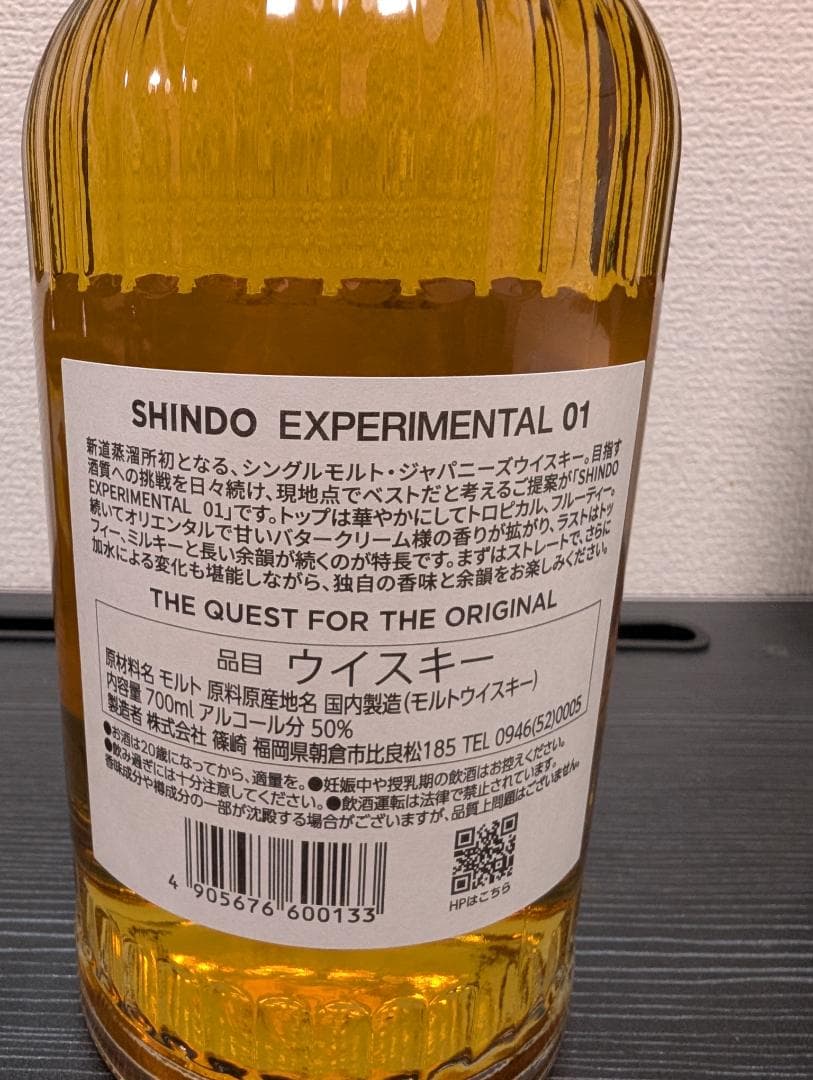 SHINDO EXPERIMENTAL 01
新道蒸溜所初となる、シングルモルト・ジャパニーズウイスキー。目指す
酒質への挑戦を日々続け、現地点でベストだと考えるご提案が「SHINDO
EXPERIMENTAL 01」です。トップは華やかにしてトロピカル、フルーティー。
続いてオリエンタルで甘いバタークリーム様の香りが拡がり、ラストはトッ
フィー、ミルキーと長い余韻が続くのが特長です。まずはストレートで、さらに
加水による変化も堪能しながら、独自の香味と余韻をお楽しみください。
THE QUEST FOR THE ORIGINAL
品目 ウイスキー
原材料名 モルト 原料原産地名 国内製造(モルトウイスキー)
内容量 700ml アルコール分 50%
製造者 株式会社 篠崎 福岡県朝倉市比良松185 TEL 0946(52)0005
●お酒は20歳になってから、適量を。●妊娠中や授乳期の飲酒はお控えください。
●飲み過ぎには十分注意してください。●飲酒運転は法律で禁止されています。
香味成分や樽成分の一部が沈殿する場合がございますが、品質上問題はございません。
4 905676 600133
HPはこちら